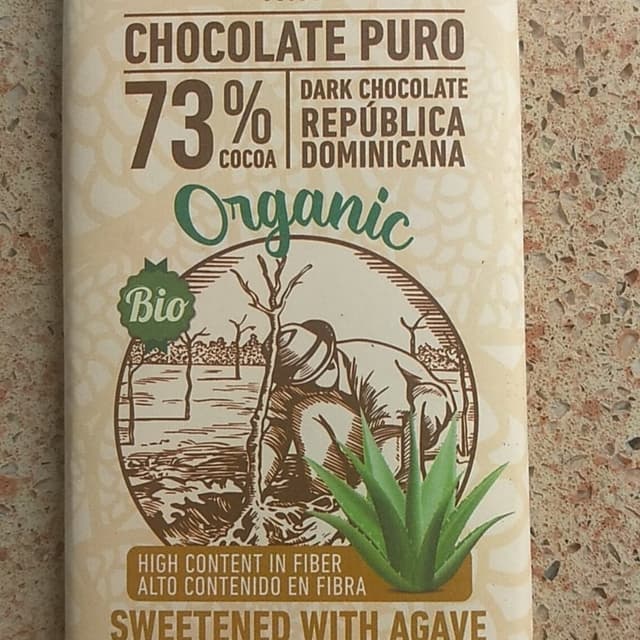 CHOCOLATE PURO
73% COCOA
DARK CHOCOLATE
REPÚBLICA
DOMINICANA
Organic
Bio
HIGH CONTENT IN FIBER
ALTO CONTENIDO EN FIBRA
SWEETENED WITH AGAVE